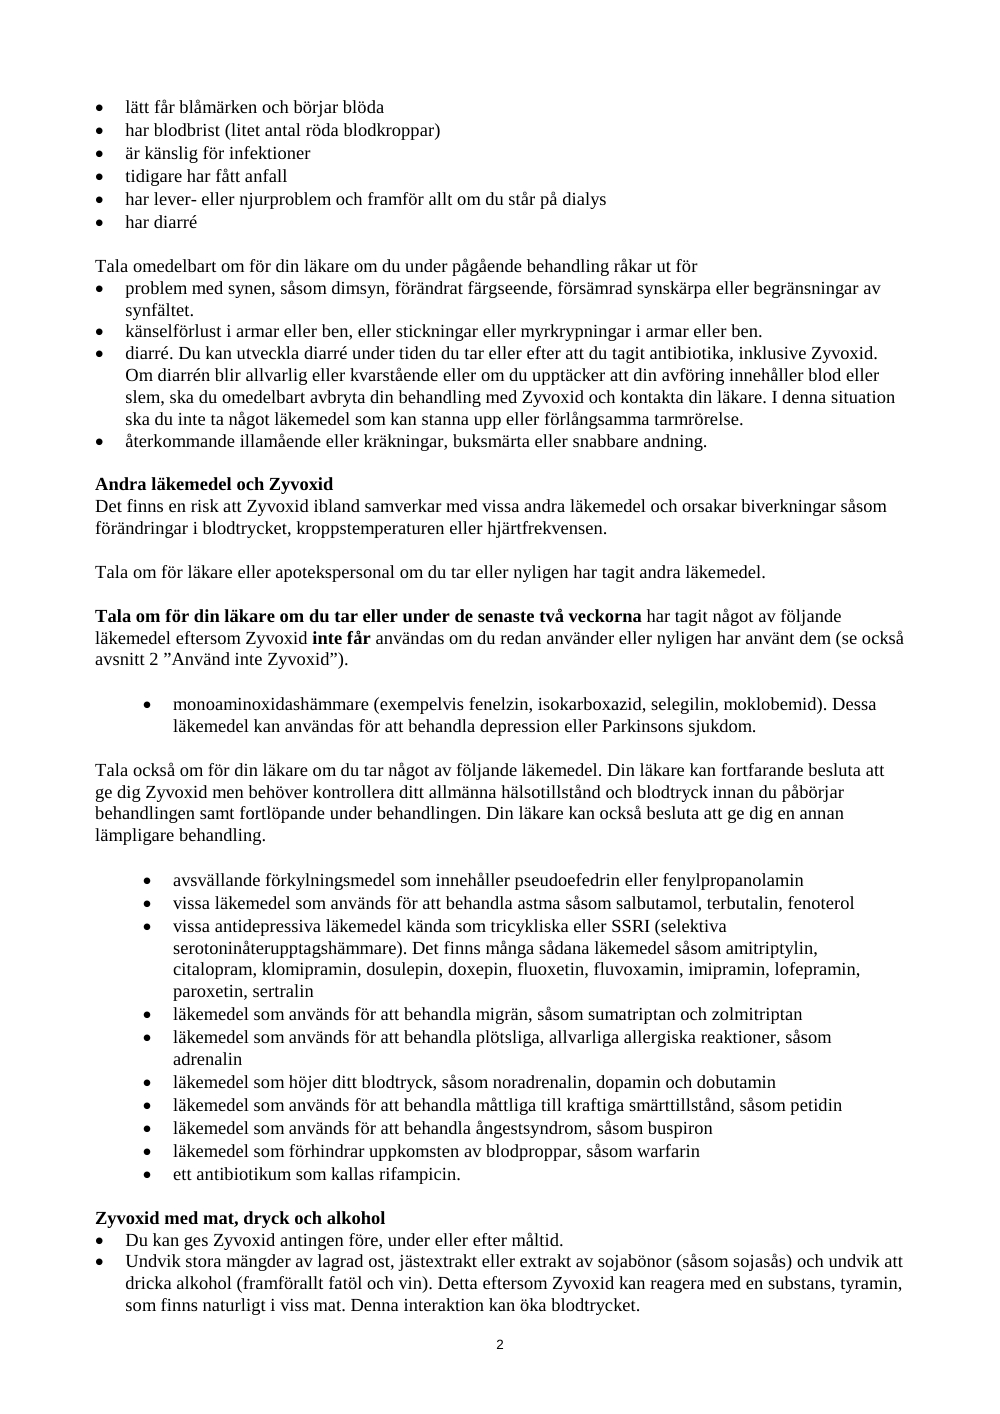 • lätt får blåmärken och börjar blöda
• har blodbrist (litet antal röda blodkroppar)
• är känslig för infektioner
• tidigare har fått anfall
• har lever- eller njurproblem och framför allt om du står på dialys
• har diarré
Tala omedelbart om för din läkare om du under pågående behandling råkar ut för
• problem med synen, såsom dimsyn, förändrat färgseende, försämrad synskärpa eller begränsningar av
synfältet.
• känselförlust i armar eller ben, eller stickningar eller myrkrypningar i armar eller ben.
• diarré. Du kan utveckla diarré under tiden du tar eller efter att du tagit antibiotika, inklusive Zyvoxid.
Om diarrén blir allvarlig eller kvarstående eller om du upptäcker att din avföring innehåller blod eller
slem, ska du omedelbart avbryta din behandling med Zyvoxid och kontakta din läkare. I denna situation
ska du inte ta något läkemedel som kan stanna upp eller förlångsamma tarmrörelse.
• återkommande illamående eller kräkningar, buksmärta eller snabbare andning.
Andra läkemedel och Zyvoxid
Det finns en risk att Zyvoxid ibland samverkar med vissa andra läkemedel och orsakar biverkningar såsom
förändringar i blodtrycket, kroppstemperaturen eller hjärtfrekvensen.
Tala om för läkare eller apotekspersonal om du tar eller nyligen har tagit andra läkemedel.
Tala om för din läkare om du tar eller under de senaste två veckorna har tagit något av följande
läkemedel eftersom Zyvoxid inte får användas om du redan använder eller nyligen har använt dem (se också
avsnitt 2 ”Använd inte Zyvoxid”).
• monoaminoxidashämmare (exempelvis fenelzin, isokarboxazid, selegilin, moklobemid). Dessa
läkemedel kan användas för att behandla depression eller Parkinsons sjukdom.
Tala också om för din läkare om du tar något av följande läkemedel. Din läkare kan fortfarande besluta att
ge dig Zyvoxid men behöver kontrollera ditt allmänna hälsotillstånd och blodtryck innan du påbörjar
behandlingen samt fortlöpande under behandlingen. Din läkare kan också besluta att ge dig en annan
lämpligare behandling.
• avsvällande förkylningsmedel som innehåller pseudoefedrin eller fenylpropanolamin
• vissa läkemedel som används för att behandla astma såsom salbutamol, terbutalin, fenoterol
• vissa antidepressiva läkemedel kända som tricykliska eller SSRI (selektiva
serotoninåterupptagshämmare). Det finns många sådana läkemedel såsom amitriptylin,
citalopram, klomipramin, dosulepin, doxepin, fluoxetin, fluvoxamin, imipramin, lofepramin,
paroxetin, sertralin
• läkemedel som används för att behandla migrän, såsom sumatriptan och zolmitriptan
• läkemedel som används för att behandla plötsliga, allvarliga allergiska reaktioner, såsom
adrenalin
• läkemedel som höjer ditt blodtryck, såsom noradrenalin, dopamin och dobutamin
• läkemedel som används för att behandla måttliga till kraftiga smärttillstånd, såsom petidin
• läkemedel som används för att behandla ångestsyndrom, såsom buspiron
• läkemedel som förhindrar uppkomsten av blodproppar, såsom warfarin
• ett antibiotikum som kallas rifampicin.
Zyvoxid med mat, dryck och alkohol
• Du kan ges Zyvoxid antingen före, under eller efter måltid.
• Undvik stora mängder av lagrad ost, jästextrakt eller extrakt av sojabönor (såsom sojasås) och undvik att
dricka alkohol (framförallt fatöl och vin). Detta eftersom Zyvoxid kan reagera med en substans, tyramin,
som finns naturligt i viss mat. Denna interaktion kan öka blodtrycket.
2